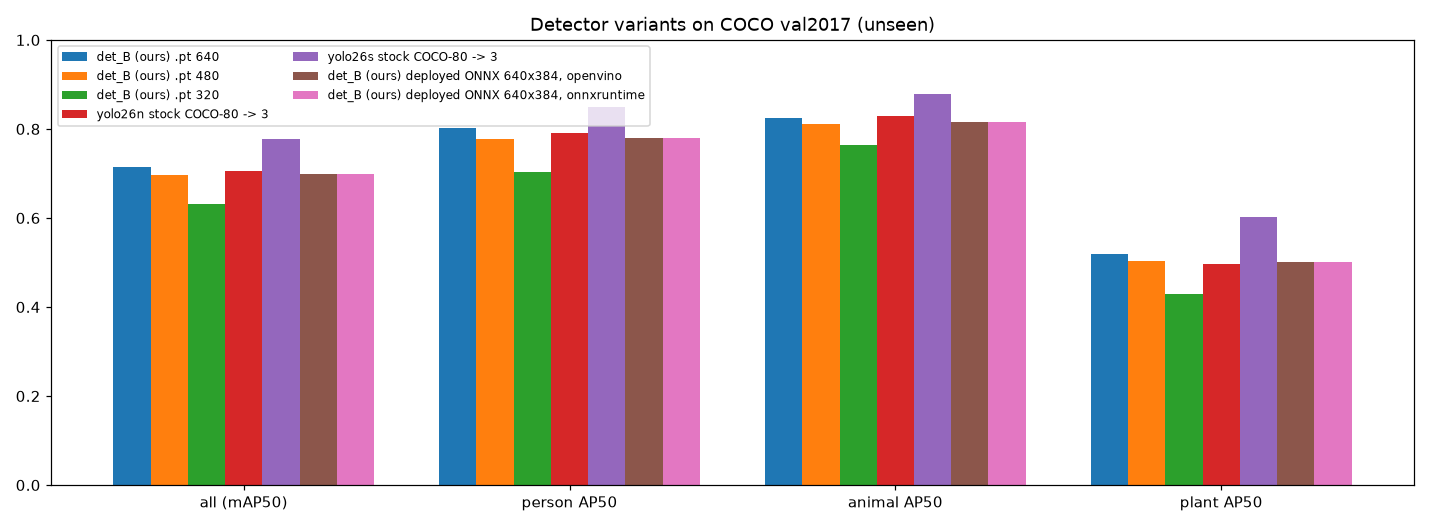 Detector variants on COCO val2017 (unseen)
1.0
0.8
0.6
0.4
0.2
0.0
det_B (ours) .pt 640
det_B (ours) .pt 480
det_B (ours) .pt 320
yolo26n stock COCO-80 -> 3
yolo26s stock COCO-80 -> 3
det_B (ours) deployed ONNX 640x384, openvino
det_B (ours) deployed ONNX 640x384, onnxruntime
all (mAP50)
person AP50
animal AP50
plant AP50